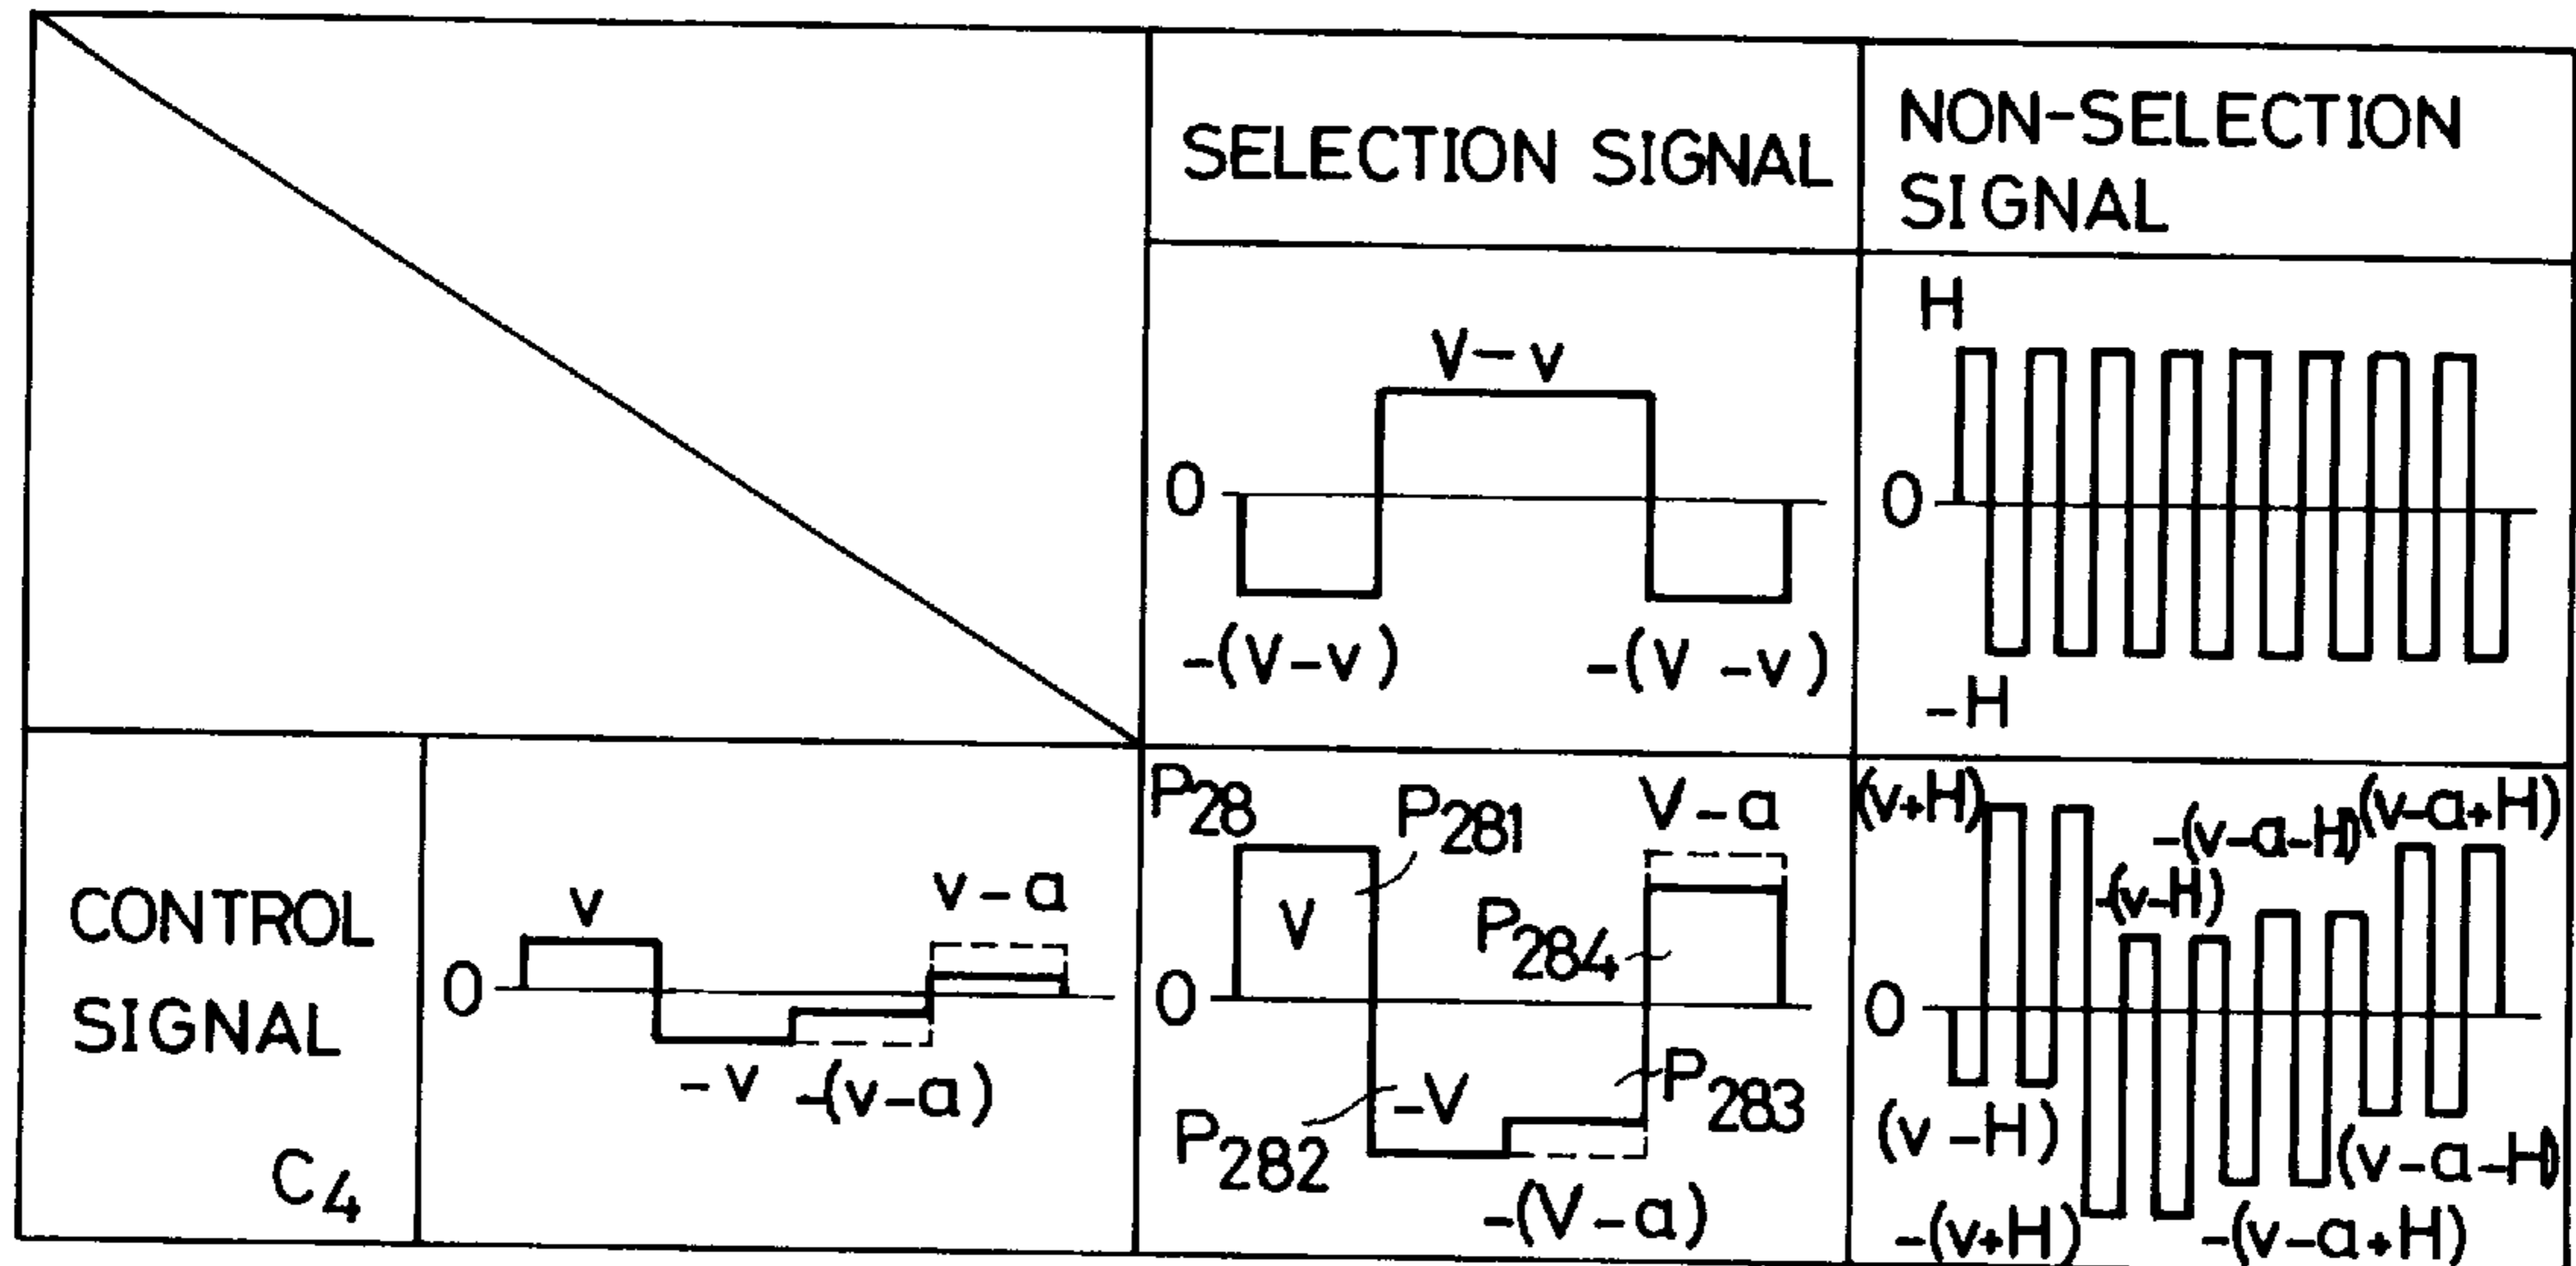 SELECTION SIGNAL
NON-SELECTION
SIGNAL
V-v
0
-(V-v)
-(V-v)
H
0
-H
CONTROL
SIGNAL
C4
v
v-a
0
-v
-(v-a)
P28
P281
V-a
V
P284
0
-V
P283
P282
-(V-a)
(v+H)
-(v-a-H)
(v-a+H)
-(v-H)
0
(v-H)
(v-a-H)
-(v+H)
-(v-a+H)